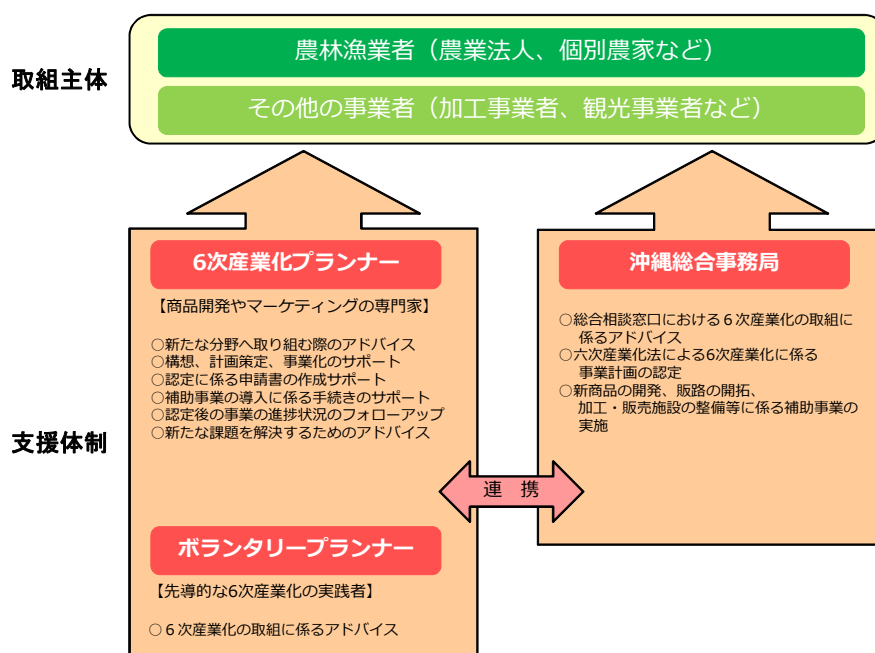 取組主体
農林漁業者（農業法人、個別農家など）
その他の事業者（加工事業者、観光事業者など）
支援体制
6次産業化プランナー
【商品開発やマーケティングの専門家】
○新たな分野へ取り組む際のアドバイス
○構想、計画策定、事業化のサポート
○認定に係る申請書の作成サポート
○補助事業の導入に係る手続きのサポート
○認定後の事業の進捗状況のフォローアップ
○新たな課題を解決するためのアドバイス
ボランタリープランナー
【先導的な6次産業化の実践者】
○６次産業化の取組に係るアドバイス
連　携
沖縄総合事務局
○総合相談窓口における６次産業化の取組に
係るアドバイス
○六次産業化法による6次産業化に係る
事業計画の認定
○新商品の開発、販路の開拓、
加工・販売施設の整備等に係る補助事業の
実施